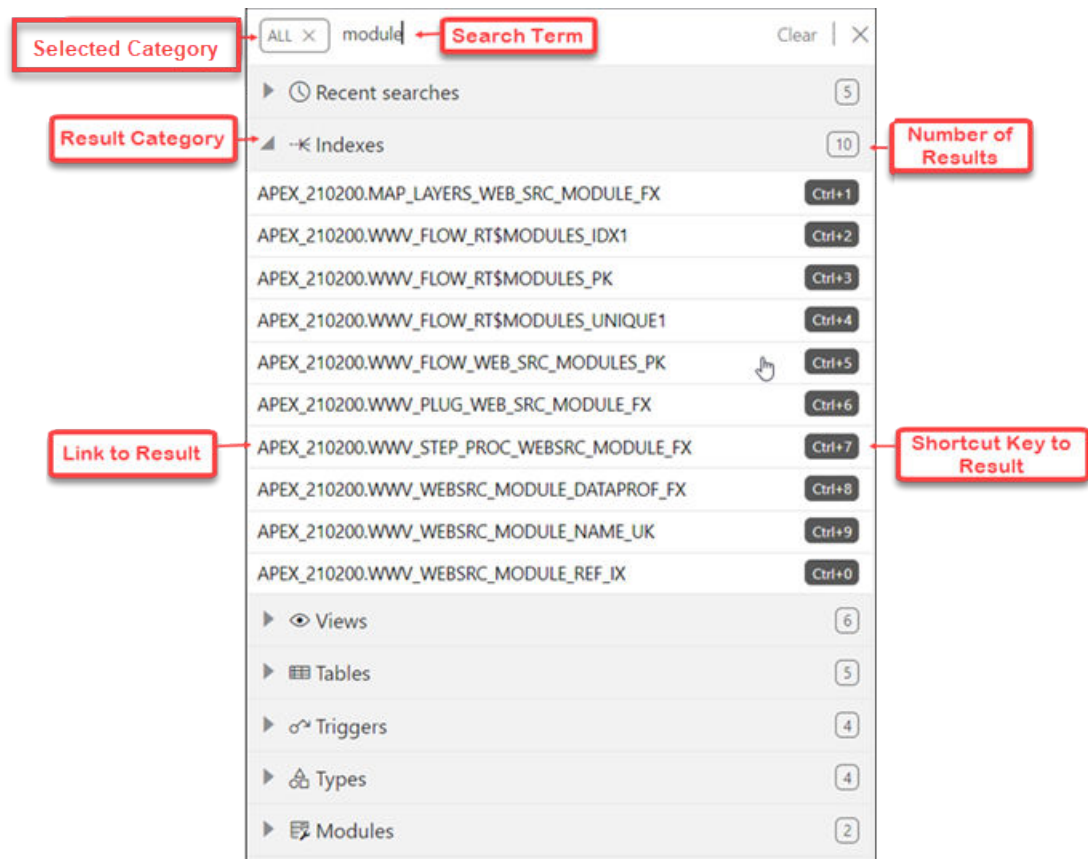 Selected Category
ALL × module
Search Term
Clear
Recent searches
5
Result Category
Indexes
10
Number of
Results
APEX_210200.MAP_LAYERS_WEB_SRC_MODULE_FX
Ctrl+1
APEX_210200.WWV_FLOW_RT$MODULES_IDX1
Ctrl+2
APEX_210200.WWV_FLOW_RT$MODULES_PK
Ctrl+3
APEX_210200.WWV_FLOW_RT$MODULES_UNIQUE1
Ctrl+4
APEX_210200.WWV_FLOW_WEB_SRC_MODULES_PK
Ctrl+5
APEX_210200.WWV_PLUG_WEB_SRC_MODULE_FX
Ctrl+6
Link to Result
APEX_210200.WWV_STEP_PROC_WEBSRC_MODULE_FX
Ctrl+7
Shortcut Key to
Result
APEX_210200.WWV_WEBSRC_MODULE_DATAPROF_FX
Ctrl+8
APEX_210200.WWV_WEBSRC_MODULE_NAME_UK
Ctrl+9
APEX_210200.WWV_WEBSRC_MODULE_REF_IX
Ctrl+0
Views
6
Tables
5
Triggers
4
Types
4
Modules
2